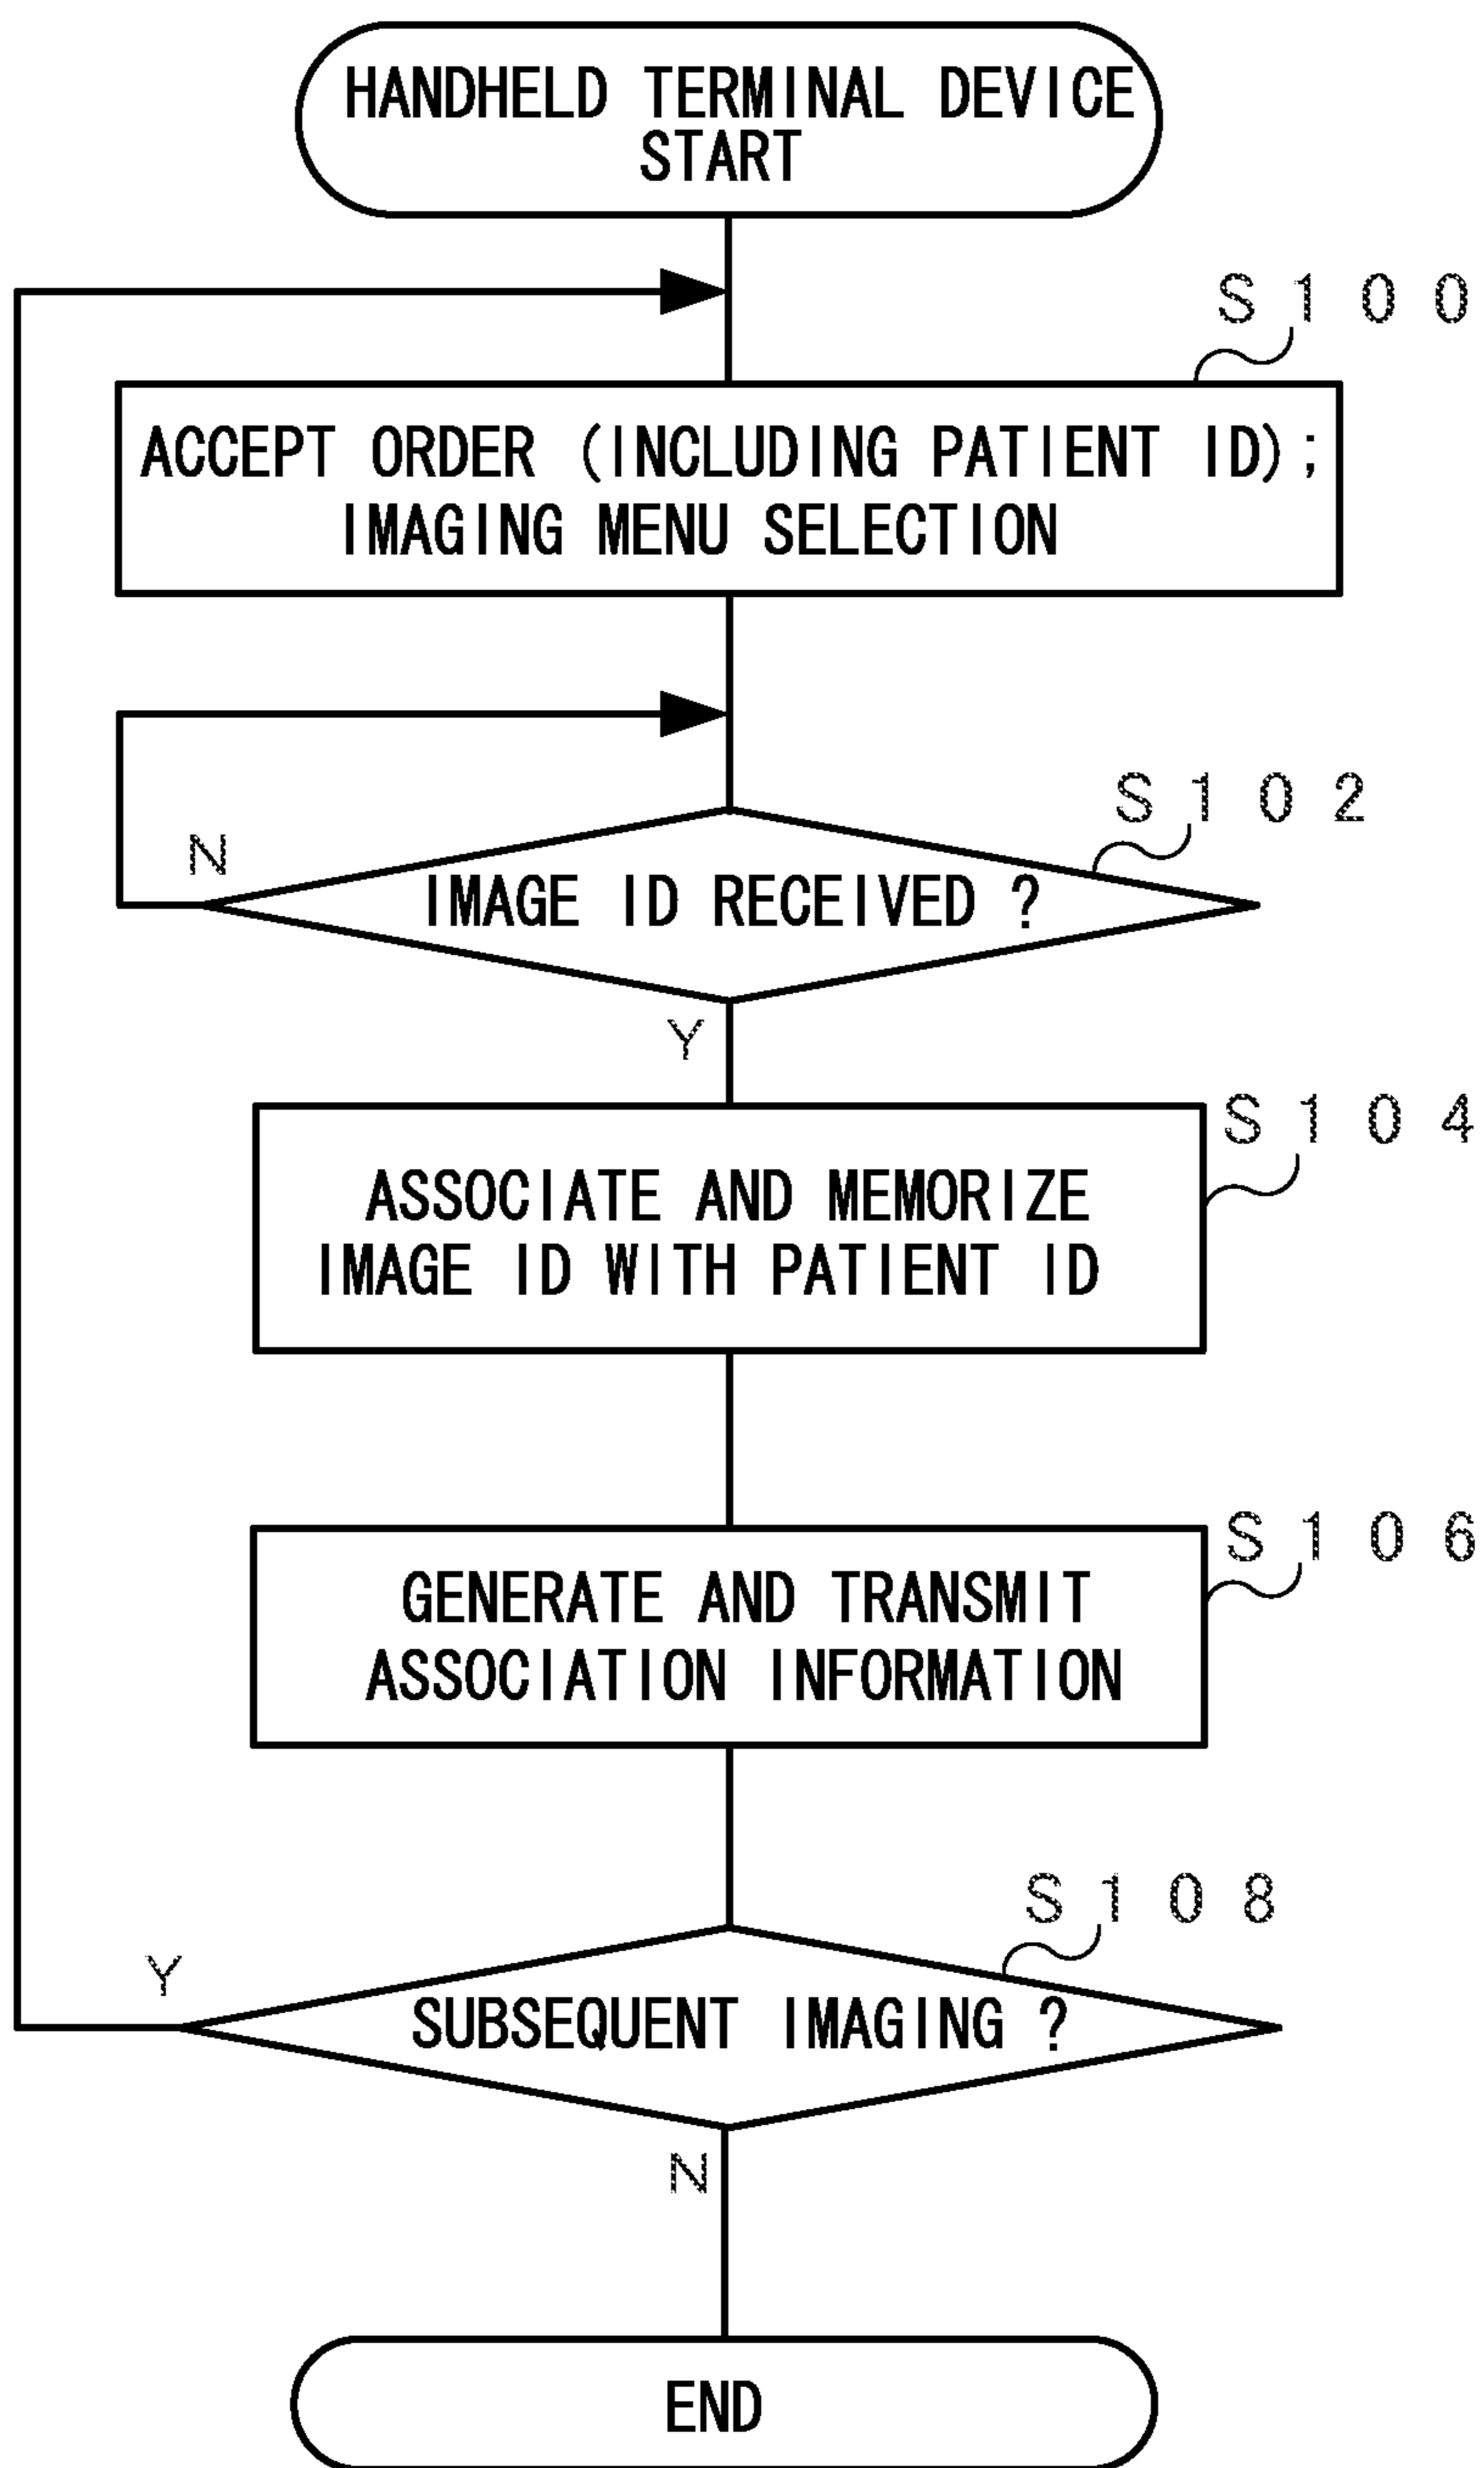 HANDHELD TERMINAL DEVICE
START
S100
ACCEPT ORDER (INCLUDING PATIENT ID);
IMAGING MENU SELECTION
S102
N
IMAGE ID RECEIVED ?
Y
S104
ASSOCIATE AND MEMORIZE
IMAGE ID WITH PATIENT ID
S106
GENERATE AND TRANSMIT
ASSOCIATION INFORMATION
S108
Y
SUBSEQUENT IMAGING ?
N
END